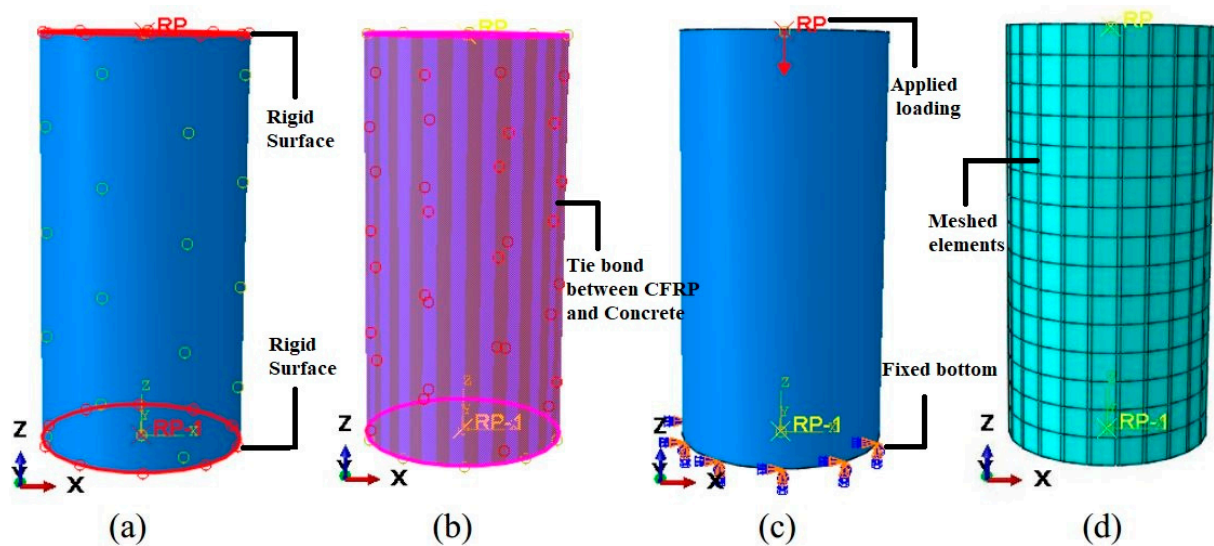 RP
Rigid
Surface
Rigid
Surface
Z
Y
X
RP-1
Z
Y
X
(a)
RP
Tie bond
between CFRP
and Concrete
Z
RP-1
Z
Y
X
(b)
RP
Applied
loading
Fixed bottom
Z
Y
X
RP-1
Z
Y
X
(c)
RP
Meshed
elements
Z
Y
RP-1
Z
Y
X
(d)